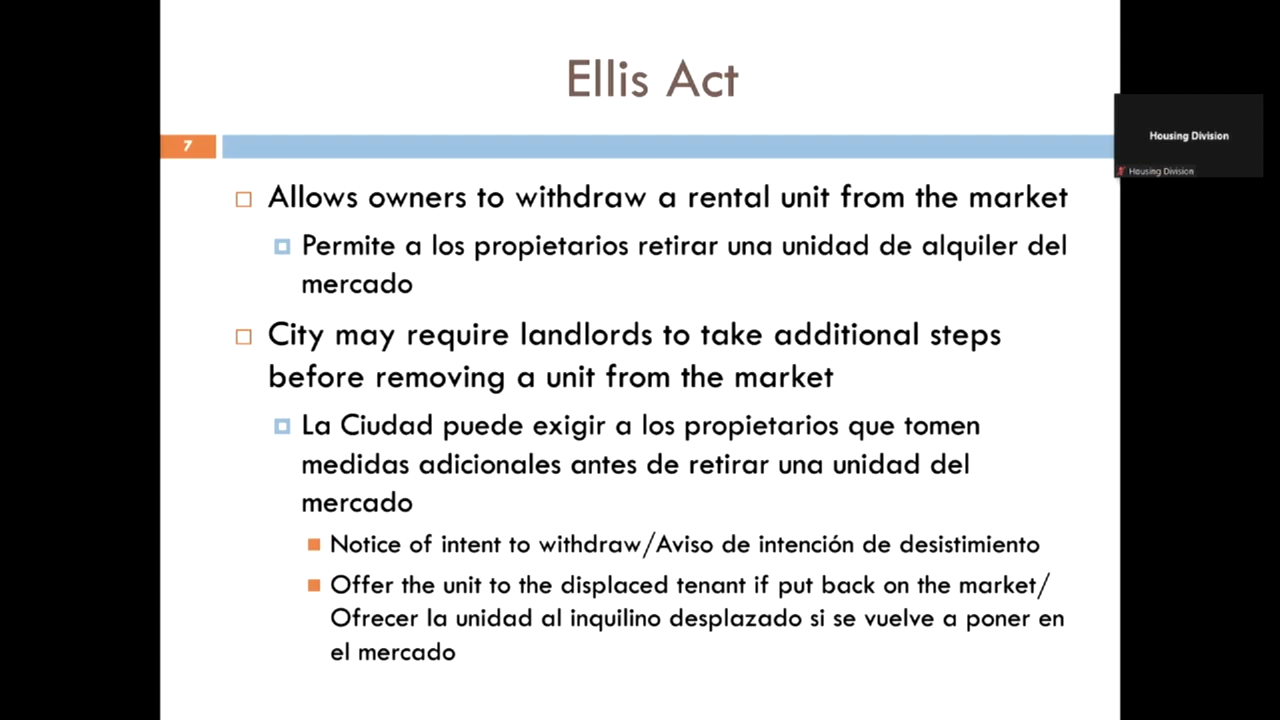 Ellis Act
7
Housing Division
Housing Division
Allows owners to withdraw a rental unit from the market
Permite a los propietarios retirar una unidad de alquiler del
mercado
City may require landlords to take additional steps
before removing a unit from the market
La Ciudad puede exigir a los propietarios que tomen
medidas adicionales antes de retirar una unidad del
mercado
Notice of intent to withdraw/Aviso de intención de desistimiento
Offer the unit to the displaced tenant if put back on the market/
Ofrecer la unidad al inquilino desplazado si se vuelve a poner en
el mercado